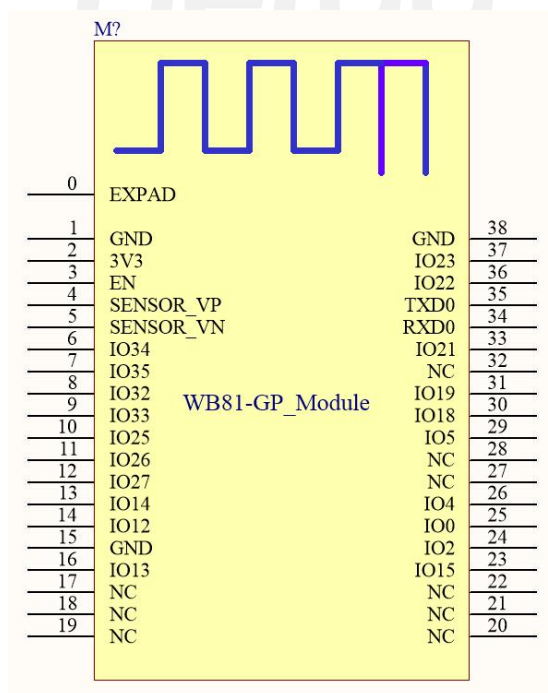 M?
0 EXPAD
1 GND GND 38
2 3V3 IO23 37
3 EN IO22 36
4 SENSOR_VP TXD0 35
5 SENSOR_VN RXD0 34
6 IO34 IO21 33
7 IO35 NC 32
8 IO32 IO19 31
9 IO33 WB81-GP_Module IO18 30
10 IO25 IO5 29
11 IO26 NC 28
12 IO27 NC 27
13 IO14 IO4 26
14 IO12 IO0 25
15 GND IO2 24
16 IO13 IO15 23
17 NC NC 22
18 NC NC 21
19 NC NC 20